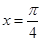 x = π/4